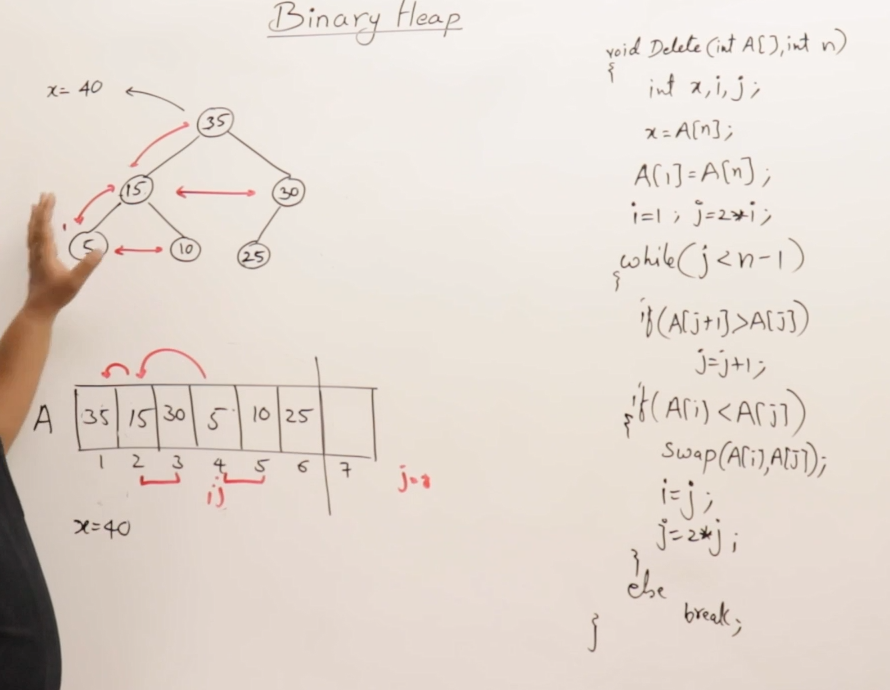 Binary Heap
x= 40
35
15 30
5 10 25
A 35 15 30 5 10 25
1 2 3 4 5 6 7
ij
x=40
void Delete(int A[],int n)
{
int x,i,j;
x=A[n];
A[1]=A[n];
i=1; j=2*i;
while(j<n-1)
{
if(A[j+1]>A[j])
j=j+1;
if(A[i]<A[j])
{
Swap(A[i],A[j]);
i=j;
j=2*j;
}
else
break;
}